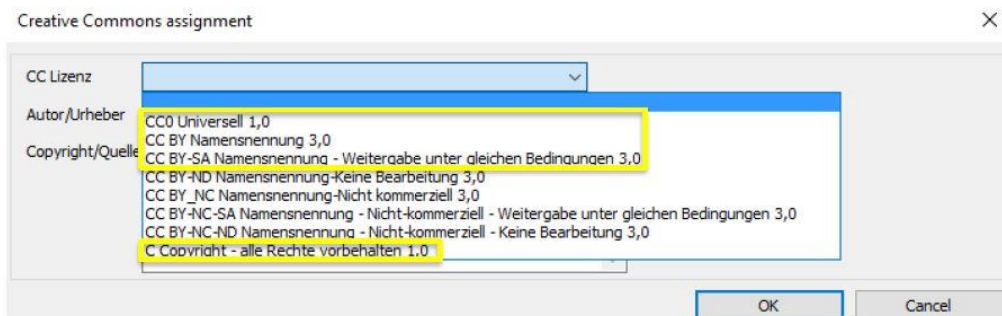 Creative Commons assignment
CC Lizenz
Autor/Urheber
CC0 Universell 1,0
CC BY Namensnennung 3,0
Copyright/Quelle
CC BY-SA Namensnennung - Weitergabe unter gleichen Bedingungen 3,0
CC BY-ND Namensnennung-Keine Bearbeitung 3,0
CC BY_NC Namensnennung-Nicht kommerziell 3,0
CC BY-NC-SA Namensnennung - Nicht-kommerziell - Weitergabe unter gleichen Bedingungen 3,0
CC BY-NC-ND Namensnennung - Nicht-kommerziell - Keine Bearbeitung 3,0
C Copyright - alle Rechte vorbehalten 1.0
OK Cancel